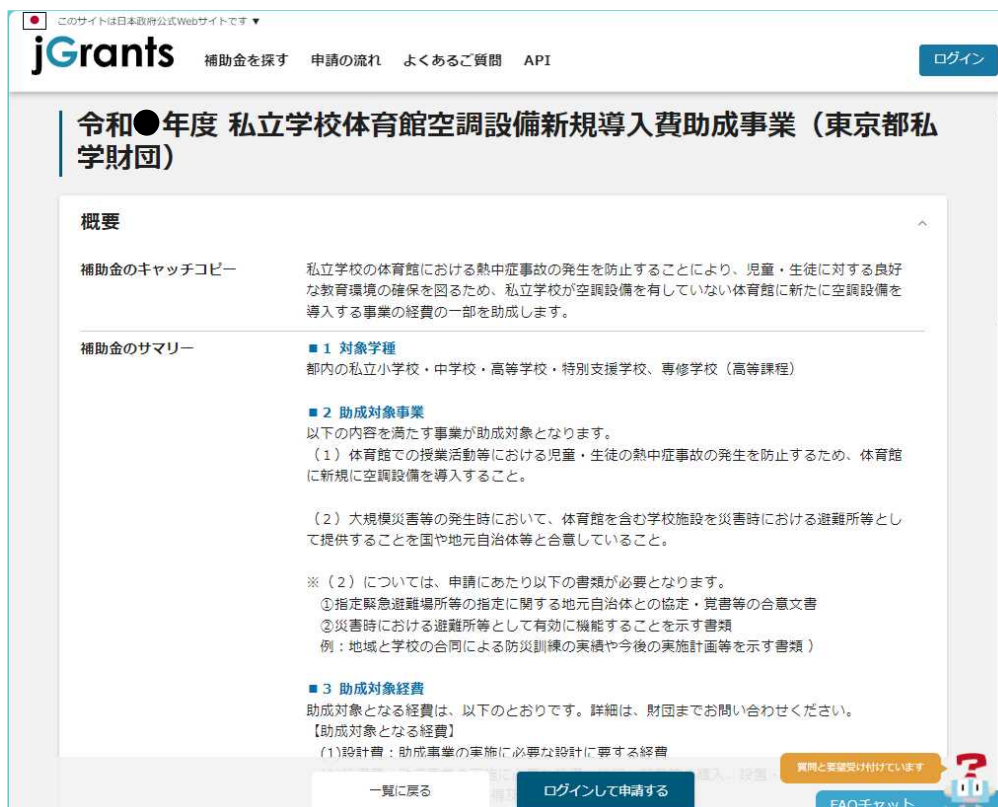 このサイトは日本政府公式Webサイトです ▼
jGrants 補助金を探す 申請の流れ よくあるご質問 API ログイン
令和●年度 私立学校体育館空調設備新規導入費助成事業（東京都私
学財団）
概要
補助金のキャッチコピー
私立学校の体育館における熱中症事故の発生を防止することにより、児童・生徒に対する良好
な教育環境の確保を図るため、私立学校が空調設備を有していない体育館に新たに空調設備を
導入する事業の経費の一部を助成します。
補助金のサマリー
■１ 対象学種
都内の私立小学校・中学校・高等学校・特別支援学校、専修学校（高等課程）
■２ 助成対象事業
以下の内容を満たす事業が助成対象となります。
（１）体育館での授業活動等における児童・生徒の熱中症事故の発生を防止するため、体育館
に新規に空調設備を導入すること。
（２）大規模災害等の発生時において、体育館を含む学校施設を災害時における避難所等とし
て提供することを国や地元自治体等と合意していること。
※（２）については、申請にあたり以下の書類が必要となります。
①指定緊急避難場所等の指定に関する地元自治体との協定・覚書等の合意文書
②災害時における避難所等として有効に機能することを示す書類
例：地域と学校の合同による防災訓練の実績や今後の実施計画等を示す書類 ）
■３ 助成対象経費
助成対象となる経費は、以下のとおりです。詳細は、財団までお問い合わせください。
【助成対象となる経費】
(1)設計費：助成事業の実施に必要な設計に要する経費
質問と要望受け付けています
一覧に戻る
ログインして申請する
FAQチャット